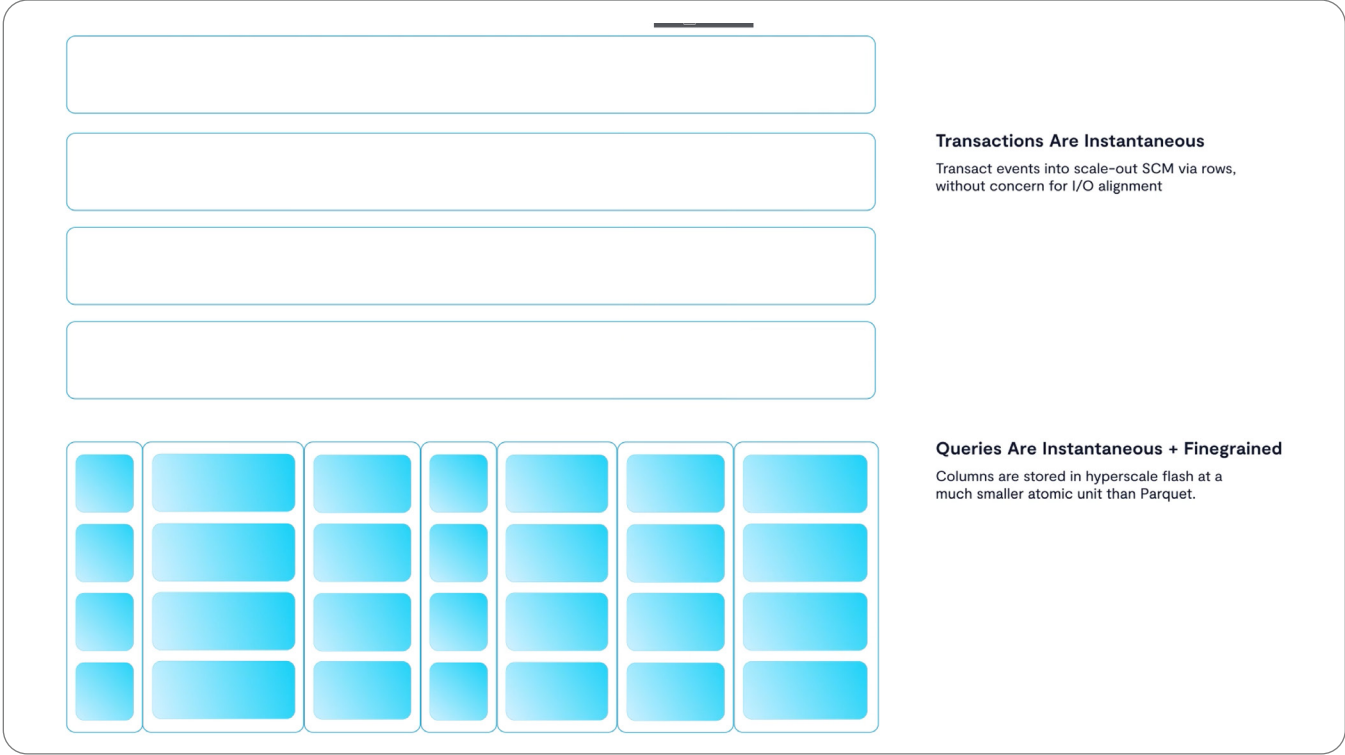 Transactions Are Instantaneous
Transact events into scale-out SCM via rows,
without concern for I/O alignment
Queries Are Instantaneous + Finegrained
Columns are stored in hyperscale flash at a
much smaller atomic unit than Parquet.